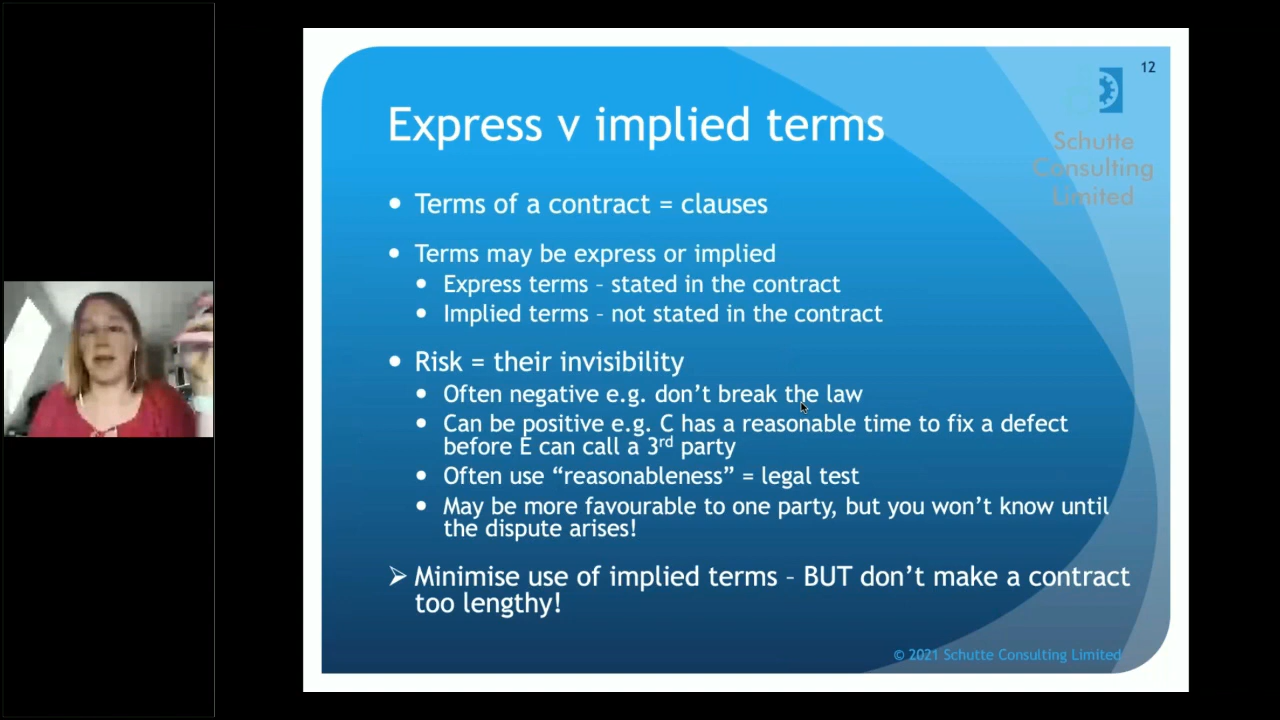 12
Schutte
Consulting
Limited
Express v implied terms
• Terms of a contract = clauses
• Terms may be express or implied
• Express terms – stated in the contract
• Implied terms – not stated in the contract
• Risk = their invisibility
• Often negative e.g. don't break the law
• Can be positive e.g. C has a reasonable time to fix a defect
before E can call a 3rd party
• Often use “reasonableness” = legal test
• May be more favourable to one party, but you won't know until
the dispute arises!
➢ Minimise use of implied terms – BUT don't make a contract
too lengthy!
© 2021 Schutte Consulting Limited